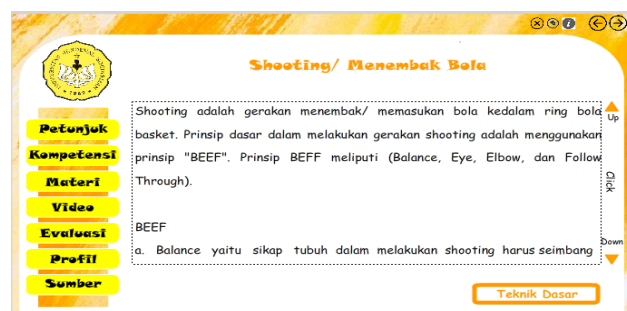 Shooting/ Menembak Bola
Petunjuk
Kompetensi
Materi
Video
Evaluasi
Profil
Sumber
Shooting adalah gerakan menembak/ memasukan bola kedalam ring bola
basket. Prinsip dasar dalam melakukan gerakan shooting adalah menggunakan
prinsip "BEEF". Prinsip BEFF meliputi (Balance, Eye, Elbow, dan Follow
Through).
BEEF
a. Balance yaitu sikap tubuh dalam melakukan shooting harus seimbang
Up
Click
Down
Teknik Dasar